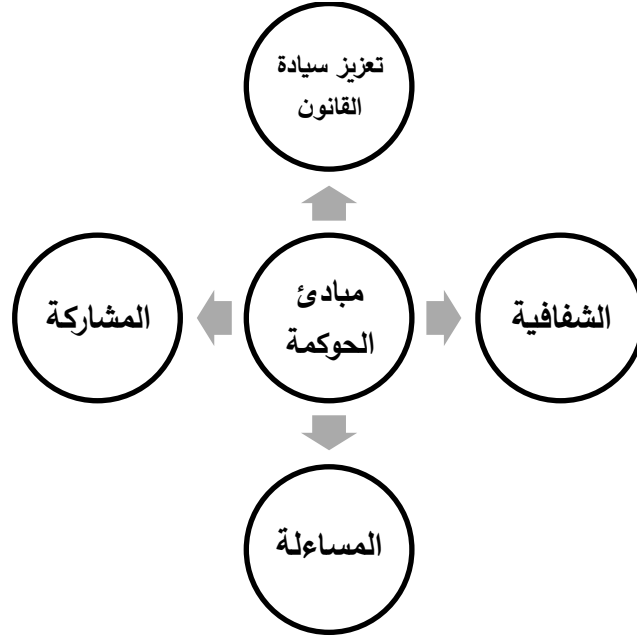 تعزيز سيادة
القانون
الشفافية
مبادئ
الحوكمة
المشاركة
المساءلة